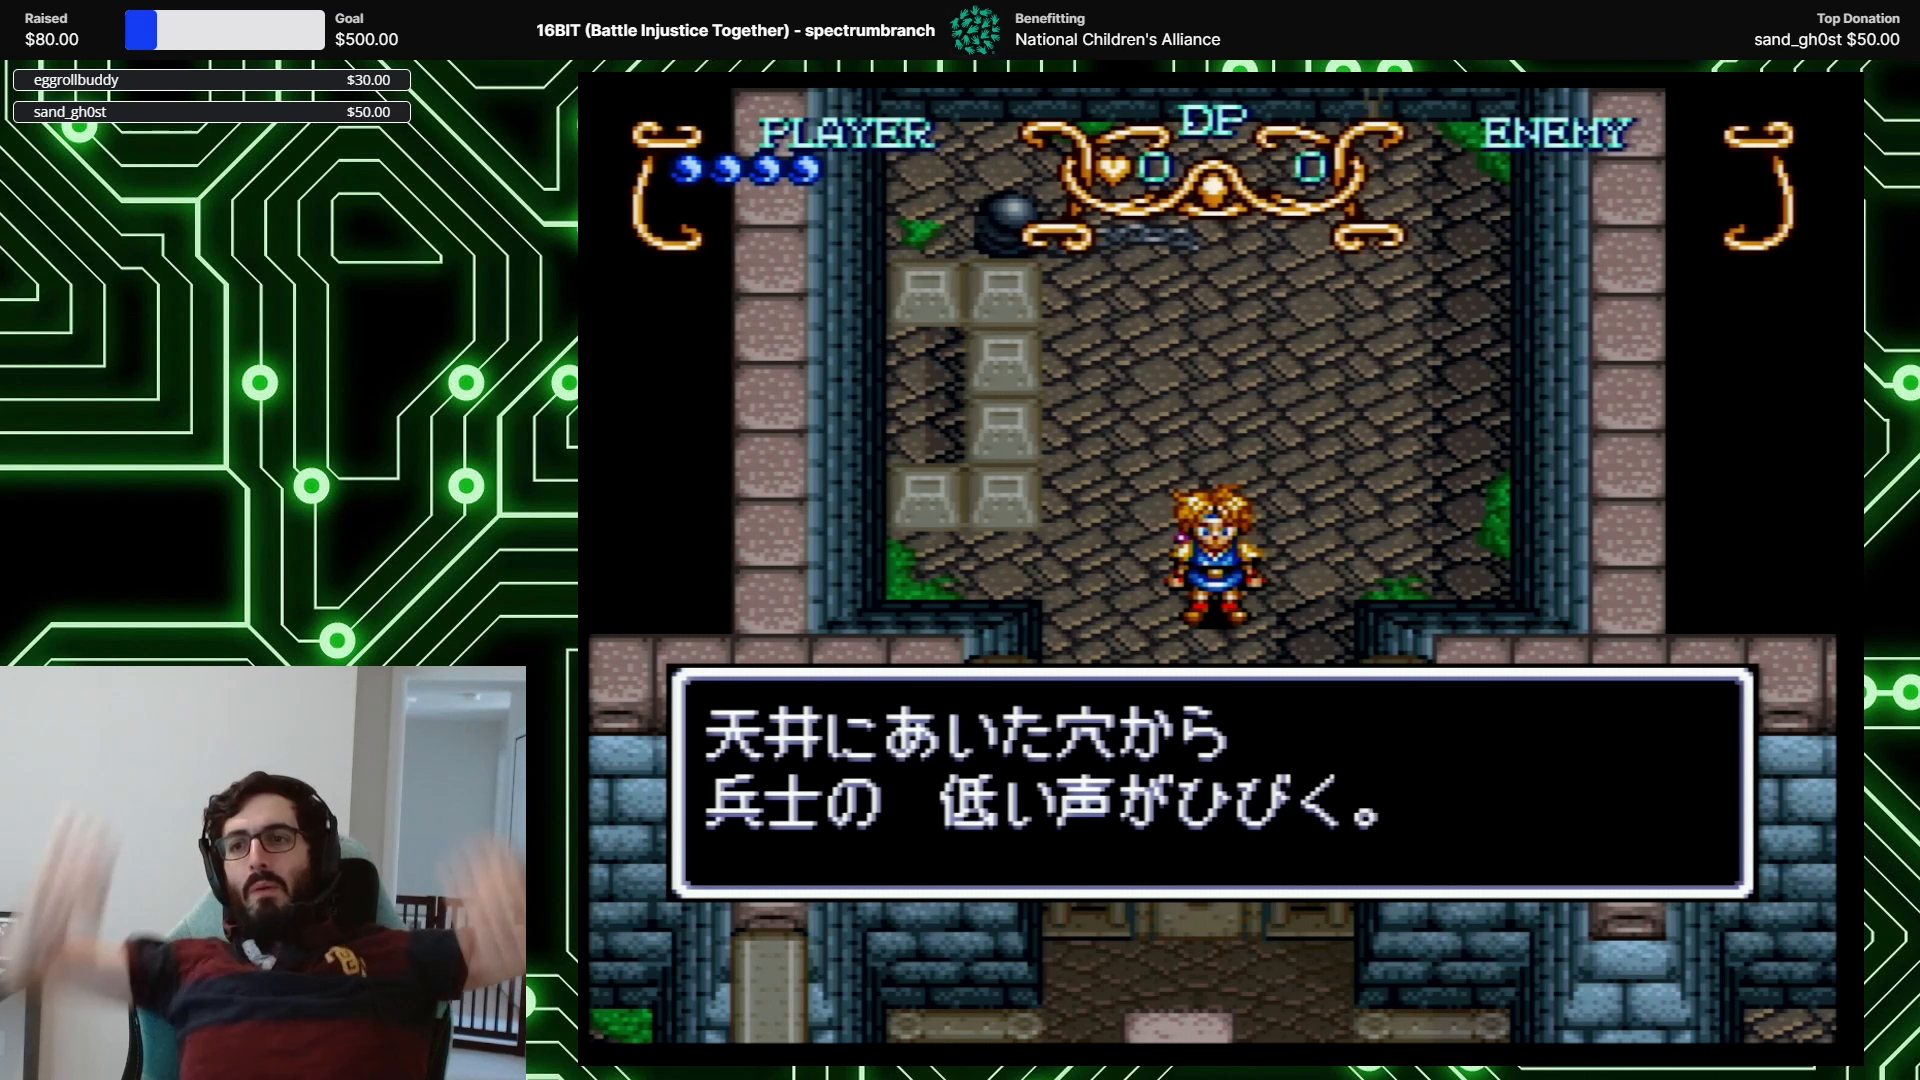 Raised
$80.00
Goal
$500.00
16BIT (Battle Injustice Together) - spectrumbranch
Benefitting
National Children's Alliance
Top Donation
sand_gh0st $50.00
eggrollbuddy $30.00
sand_gh0st $50.00
PLAYER
DP
ENEMY
0
0
天井にあいた穴から
兵士の　低い声がひびく。